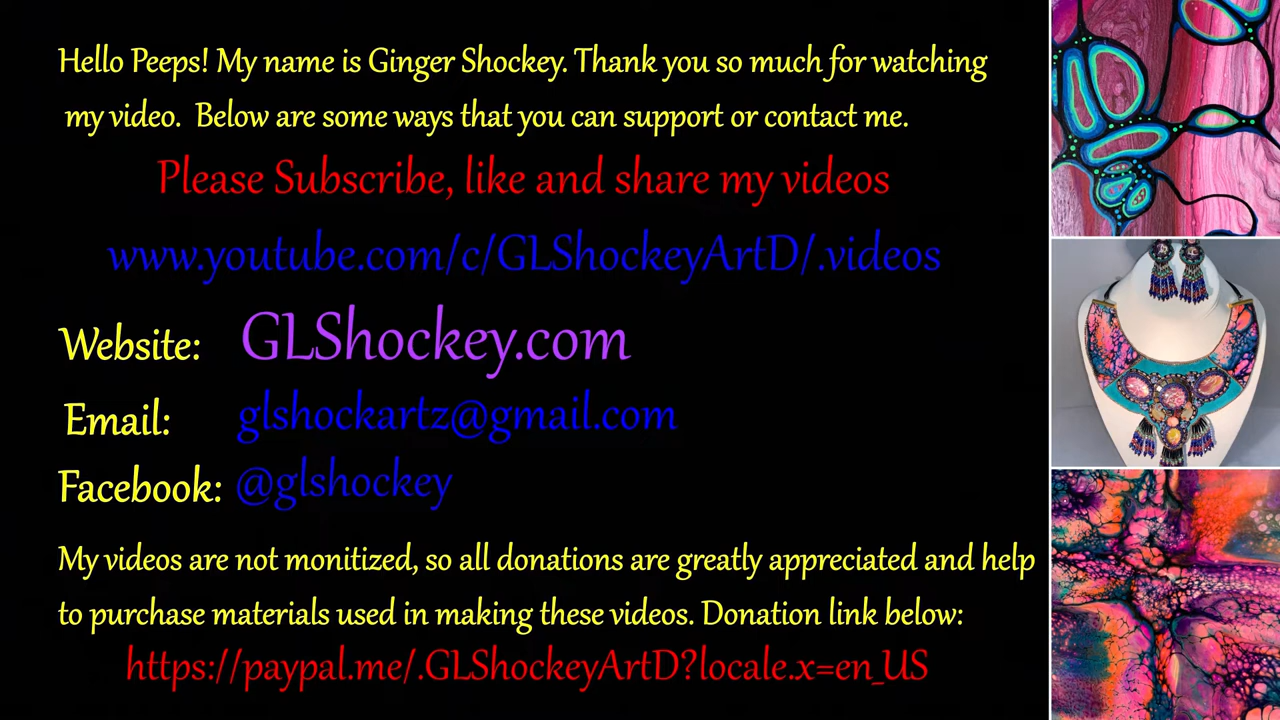 Hello Peeps! My name is Ginger Shockey. Thank you so much for watching
my video. Below are some ways that you can support or contact me.
Please Subscribe, like and share my videos
www.youtube.com/c/GLShockeyArtD/.videos
Website: GLShockey.com
Email: glshockartz@gmail.com
Facebook: @glshockey
My videos are not monitized, so all donations are greatly appreciated and help
to purchase materials used in making these videos. Donation link below:
https://paypal.me/.GLShockeyArtD?locale.x=en_US